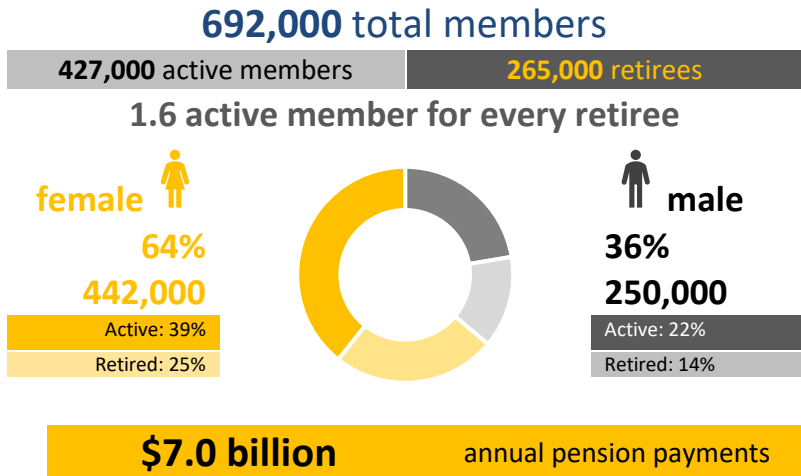 692,000 total members
427,000 active members 265,000 retirees
1.6 active member for every retiree
female male
64% 36%
442,000 250,000
Active: 39% Active: 22%
Retired: 25% Retired: 14%
$7.0 billion annual pension payments